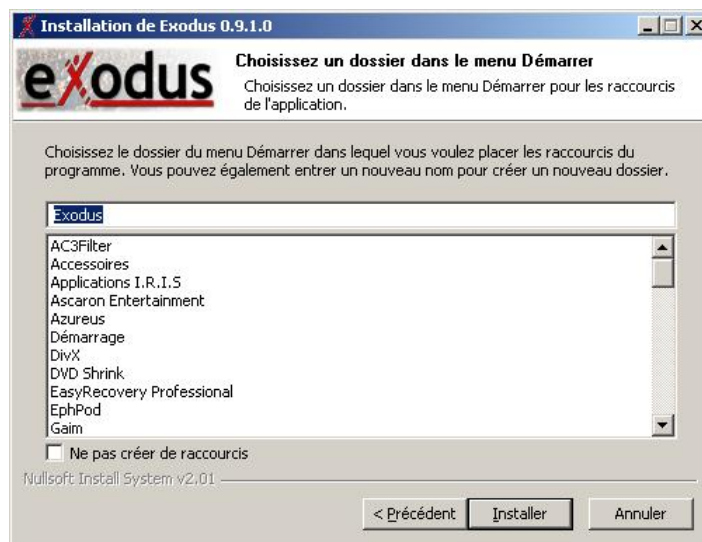 Installation de Exodus 0.9.1.0
eXodus
Choisissez un dossier dans le menu Démarrer
Choisissez un dossier dans le menu Démarrer pour les raccourcis
de l'application.
Choisissez le dossier du menu Démarrer dans lequel vous voulez placer les raccourcis du
programme. Vous pouvez également entrer un nouveau nom pour créer un nouveau dossier.
Exodus
AC3Filter
Accessoires
Applications I.R.I.S
Ascaron Entertainment
Azureus
Démarrage
DivX
DVD Shrink
EasyRecovery Professional
EphPod
Gaim
Ne pas créer de raccourcis
Nullsoft Install System v2.01
< Précédent
Installer
Annuler